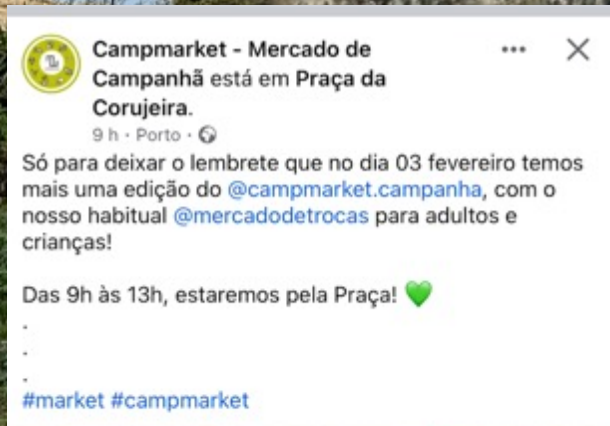 Campmarket - Mercado de
Campanhã está em Praça da
Corujeira.
9 h · Porto ·
Só para deixar o lembrete que no dia 03 fevereiro temos
mais uma edição do @campmarket.campanha, com o
nosso habitual @mercadodetrocas para adultos e
crianças!
Das 9h às 13h, estaremos pela Praça! 💚
.
.
.
#market #campmarket